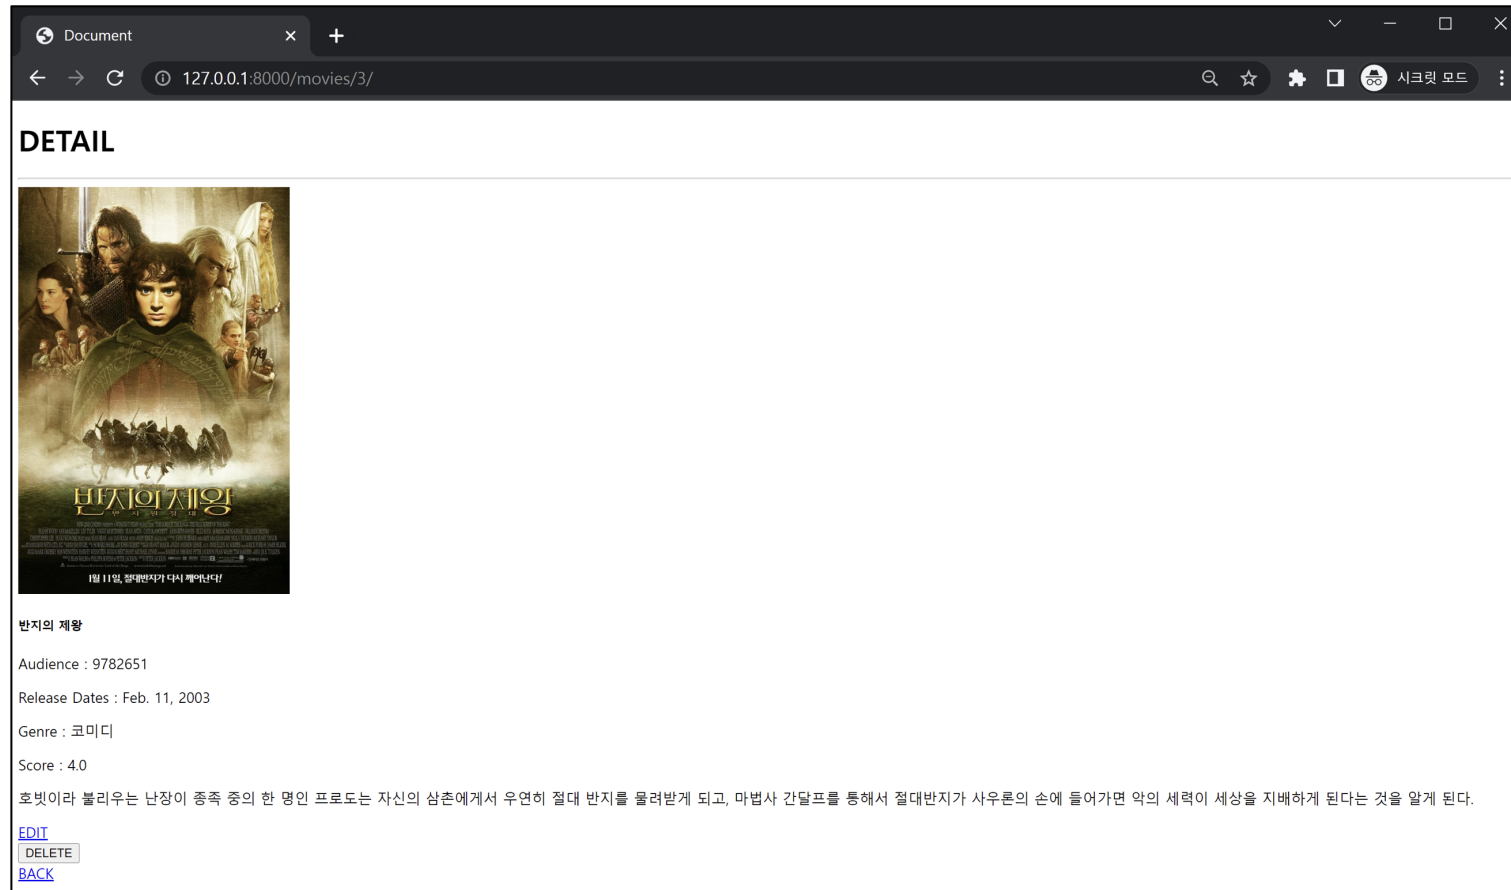 Document
127.0.0.1:8000/movies/3/
시크릿 모드
DETAIL
반지의 제왕
반지원정대
1월 11일, 절대반지가 다시 깨어난다!
반지의 제왕
Audience : 9782651
Release Dates : Feb. 11, 2003
Genre : 코미디
Score : 4.0
호빗이라 불리우는 난장이 종족 중의 한 명인 프로도는 자신의 삼촌에게서 우연히 절대 반지를 물려받게 되고, 마법사 간달프를 통해서 절대반지가 사우론의 손에 들어가면 악의 세력이 세상을 지배하게 된다는 것을 알게 된다.
EDIT
DELETE
BACK